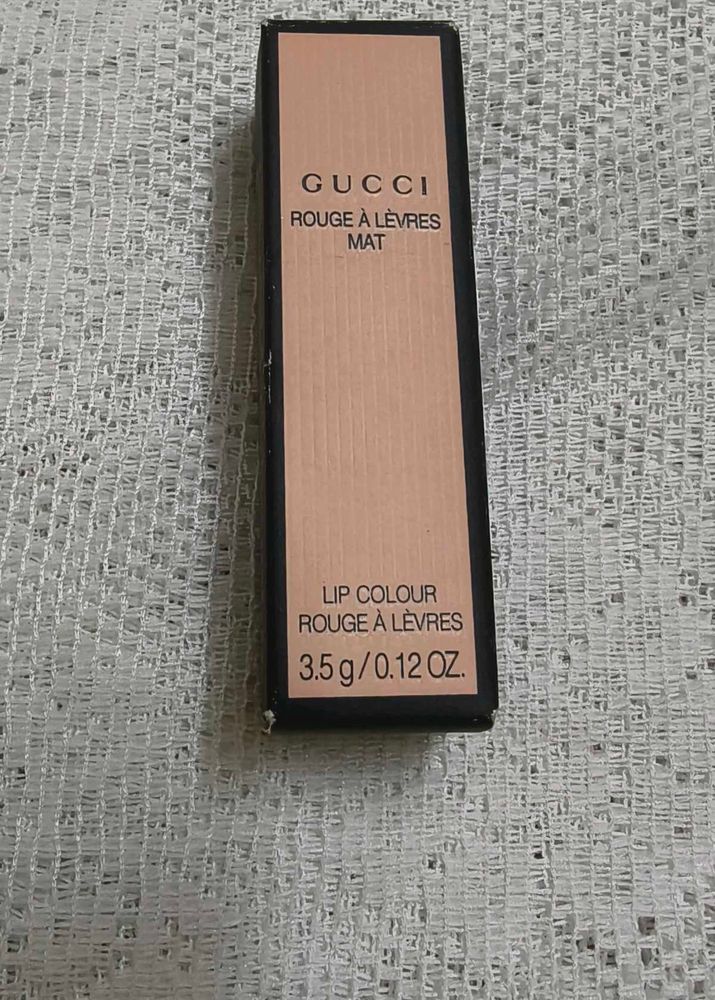 GUCCI
ROUGE À LÈVRES
MAT
LIP COLOUR
ROUGE À LÈVRES
3.5 g/0.12 OZ.